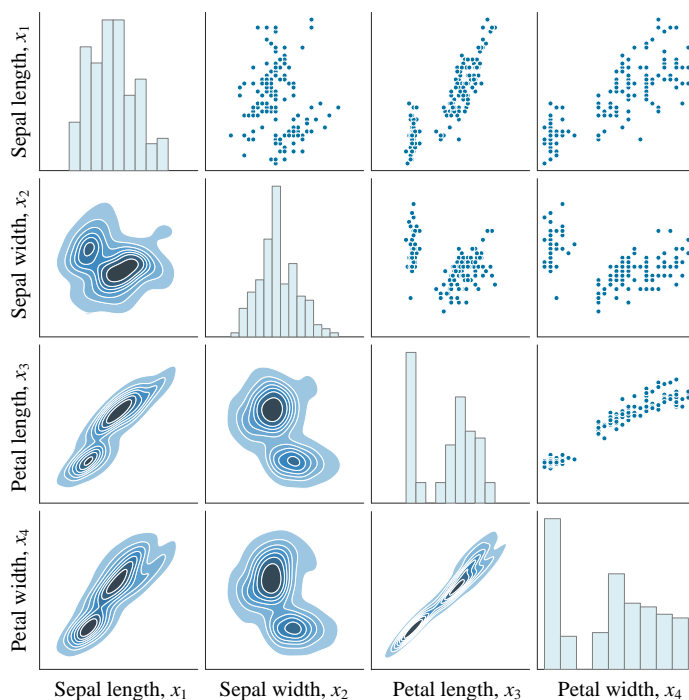 Sepal length, x1
Sepal width, x2
Petal length, x3
Petal width, x4
Sepal length, x1
Sepal width, x2
Petal length, x3
Petal width, x4